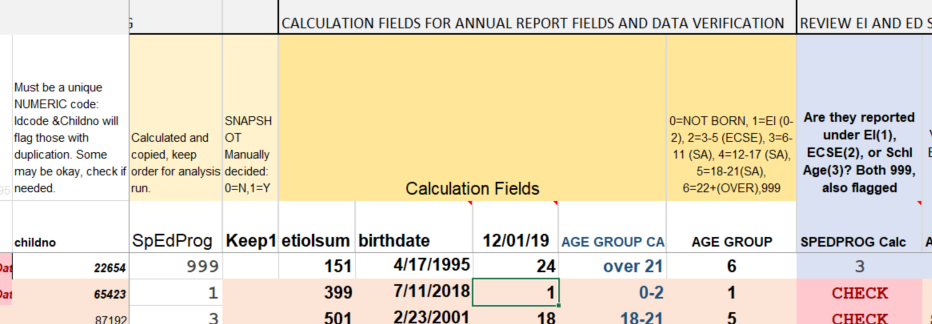 CALCULATION FIELDS FOR ANNUAL REPORT FIELDS AND DATA VERIFICATION REVIEW EI AND ED S
Must be a unique
NUMERIC code:
Idcode &Childno will
flag those with
duplication. Some
may be okay, check if
needed.
Calculated and
copied, keep
order for analysis
run.
SNAPSH
OT
Manually
decided:
0=N,1=Y
Calculation Fields
0=NOT BORN, 1=EI (0-
2), 2=3-5 (ECSE), 3=6-
11 (SA), 4=12-17 (SA),
5=18-21(SA),
6=22+(OVER),999
Are they reported
under EI(1),
ECSE(2), or Schl
Age(3)? Both 999,
also flagged
childno SpEdProg Keep1 etiolsum birthdate 12/01/19 AGE GROUP CA AGE GROUP SPEDPROG Calc
22654 999 151 4/17/1995 24 over 21 6 3
65423 1 399 7/11/2018 1 0-2 1 CHECK
87192 3 501 2/23/2001 18 18-21 5 CHECK